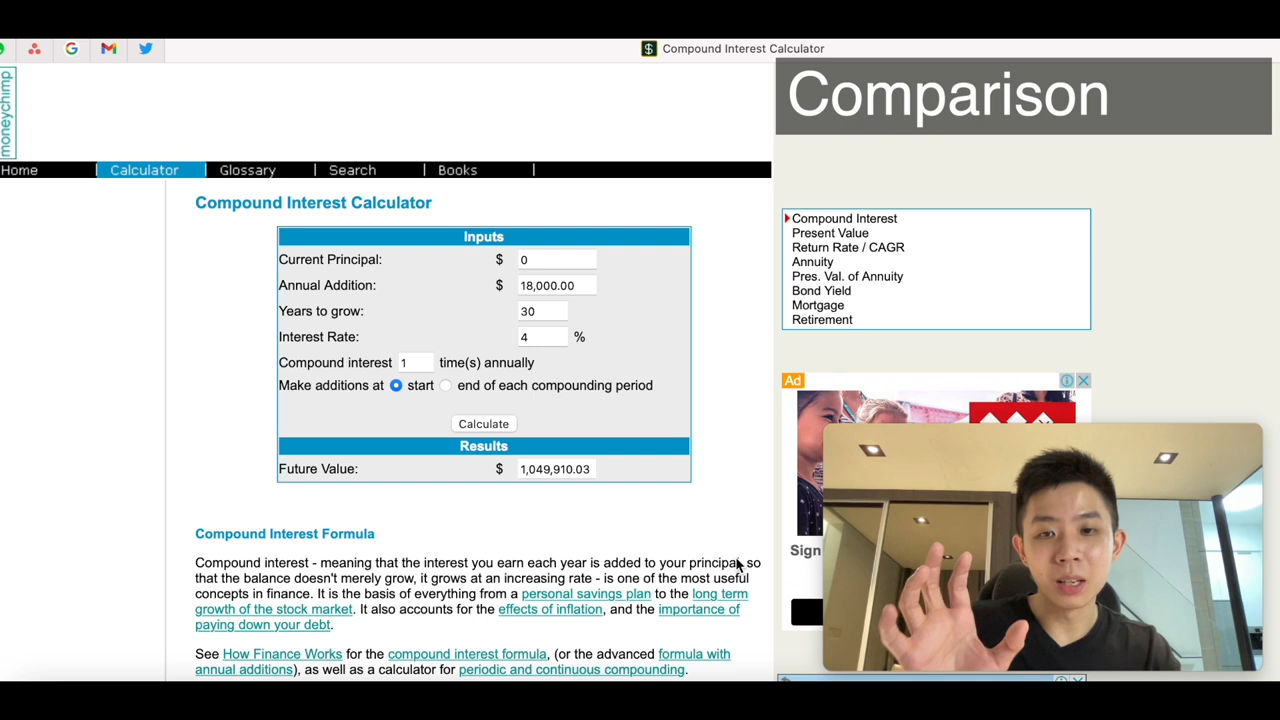 Compound Interest Calculator
Comparison
moneychimp
Home | Calculator | Glossary | Search | Books |
Compound Interest Calculator
Inputs
Current Principal: $ 0
Annual Addition: $ 18,000.00
Years to grow: 30
Interest Rate: 4 %
Compound interest 1 time(s) annually
Make additions at start end of each compounding period
Calculate
Results
Future Value: $ 1,049,910.03
Compound Interest Formula
Compound interest - meaning that the interest you earn each year is added to your principal, so
that the balance doesn't merely grow, it grows at an increasing rate - is one of the most useful
concepts in finance. It is the basis of everything from a personal savings plan to the long term
growth of the stock market. It also accounts for the effects of inflation, and the importance of
paying down your debt.
See How Finance Works for the compound interest formula, (or the advanced formula with
annual additions), as well as a calculator for periodic and continuous compounding.
Compound Interest
Present Value
Return Rate / CAGR
Annuity
Pres. Val. of Annuity
Bond Yield
Mortgage
Retirement
Ad
Sign